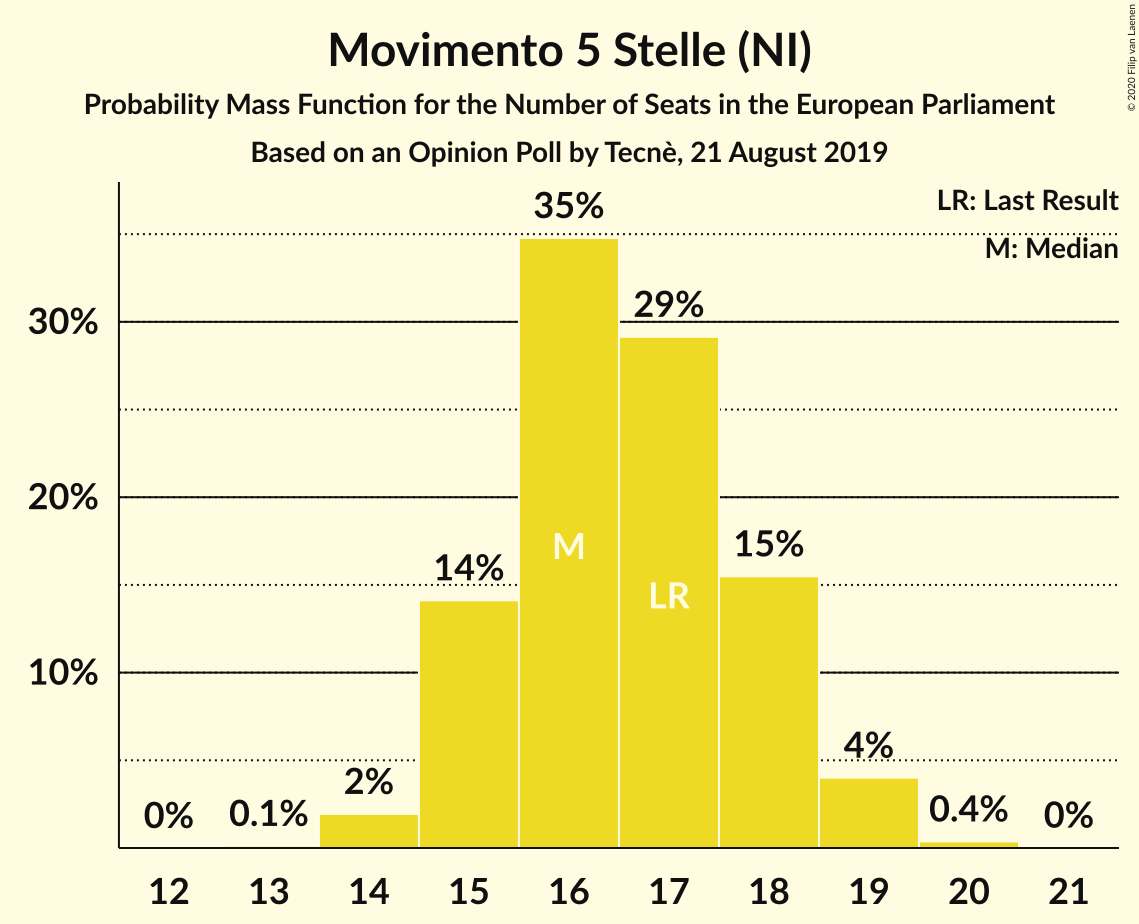 Movimento 5 Stelle (NI)
Probability Mass Function for the Number of Seats in the European Parliament
Based on an Opinion Poll by Tecnè, 21 August 2019
© 2020 Filip van Laenen
LR: Last Result
M: Median
30%
20%
10%
0%
0.1%
2%
14%
35%
29%
15%
4%
0.4%
0%
M
LR
12 13 14 15 16 17 18 19 20 21